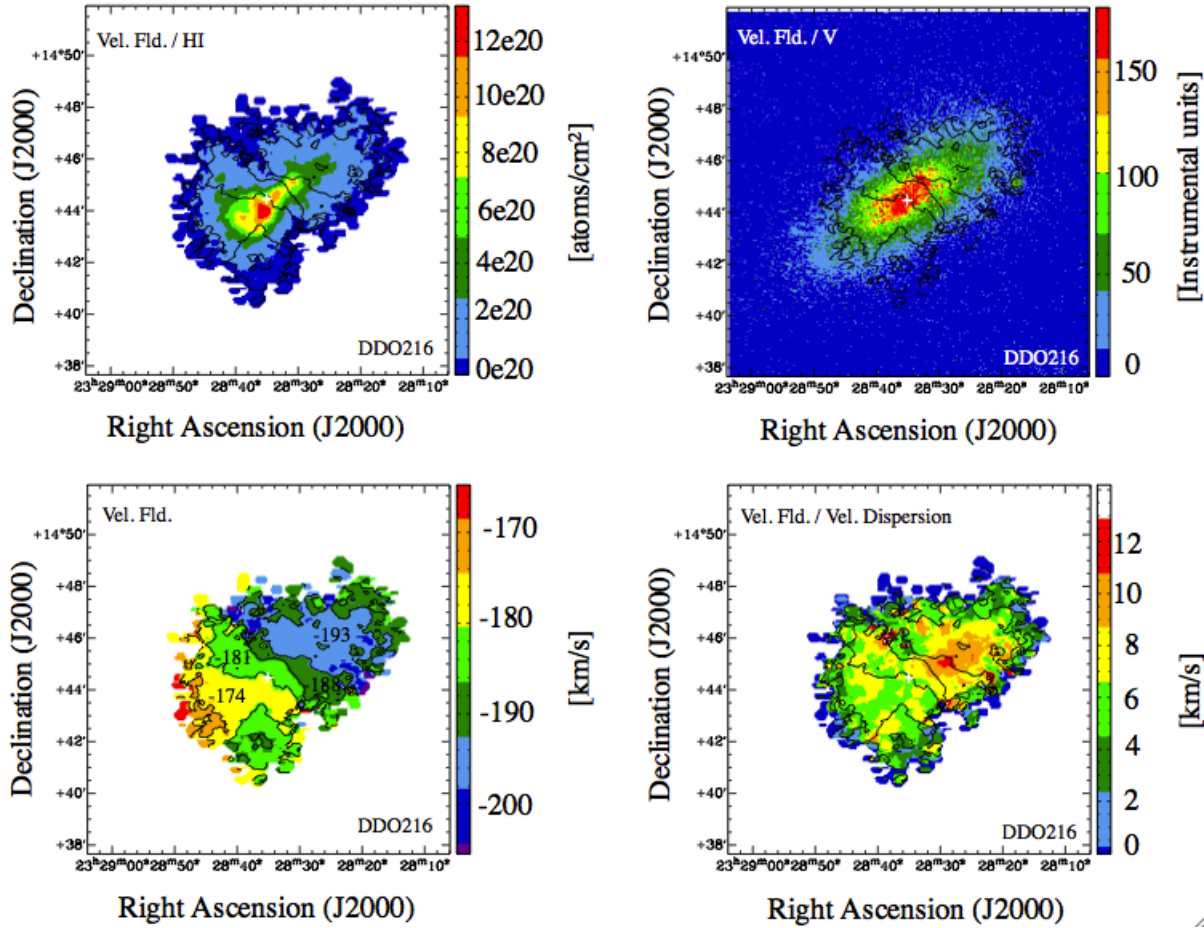 Vel. Fld. / HI
+14°50′
+48′
+46′
+44′
+42′
+40′
+38′
Declination (J2000)
DDO216
23ʰ29ᵐ00ˢ 28ᵐ50ˢ 28ᵐ40ˢ 28ᵐ30ˢ 28ᵐ20ˢ 28ᵐ10ˢ
Right Ascension (J2000)
12e20
10e20
8e20
6e20
4e20
2e20
0e20
[atoms/cm²]
Vel. Fld. / V
+14°50′
+48′
+46′
+44′
+42′
+40′
+38′
Declination (J2000)
DDO216
23ʰ29ᵐ00ˢ 28ᵐ50ˢ 28ᵐ40ˢ 28ᵐ30ˢ 28ᵐ20ˢ 28ᵐ10ˢ
Right Ascension (J2000)
150
100
50
0
[Instrumental units]
Vel. Fld.
+14°50′
+48′
+46′
+44′
+42′
+40′
+38′
Declination (J2000)
-193
-181
-188
-174
DDO216
23ʰ29ᵐ00ˢ 28ᵐ50ˢ 28ᵐ40ˢ 28ᵐ30ˢ 28ᵐ20ˢ 28ᵐ10ˢ
Right Ascension (J2000)
-170
-180
-190
-200
[km/s]
Vel. Fld. / Vel. Dispersion
+14°50′
+48′
+46′
+44′
+42′
+40′
+38′
Declination (J2000)
DDO216
23ʰ29ᵐ00ˢ 28ᵐ50ˢ 28ᵐ40ˢ 28ᵐ30ˢ 28ᵐ20ˢ 28ᵐ10ˢ
Right Ascension (J2000)
12
10
8
6
4
2
0
[km/s]